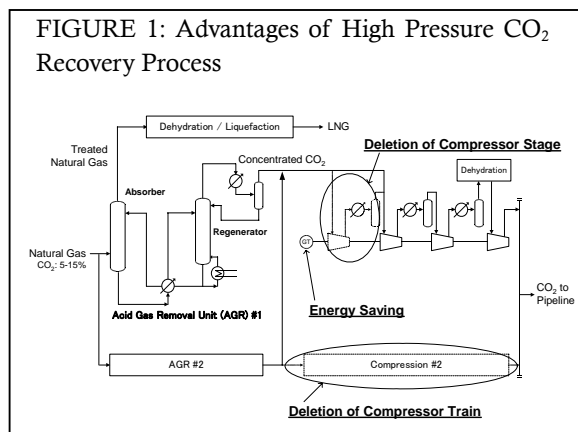 FIGURE 1: Advantages of High Pressure CO₂
Recovery Process
Dehydration / Liquefaction
LNG
Treated
Natural Gas
Concentrated CO₂
Deletion of Compressor Stage
Dehydration
Absorber
Regenerator
Natural Gas
CO₂: 5-15%
GT
Energy Saving
CO₂ to
Pipeline
Acid Gas Removal Unit (AGR) #1
AGR #2
Compression #2
Deletion of Compressor Train